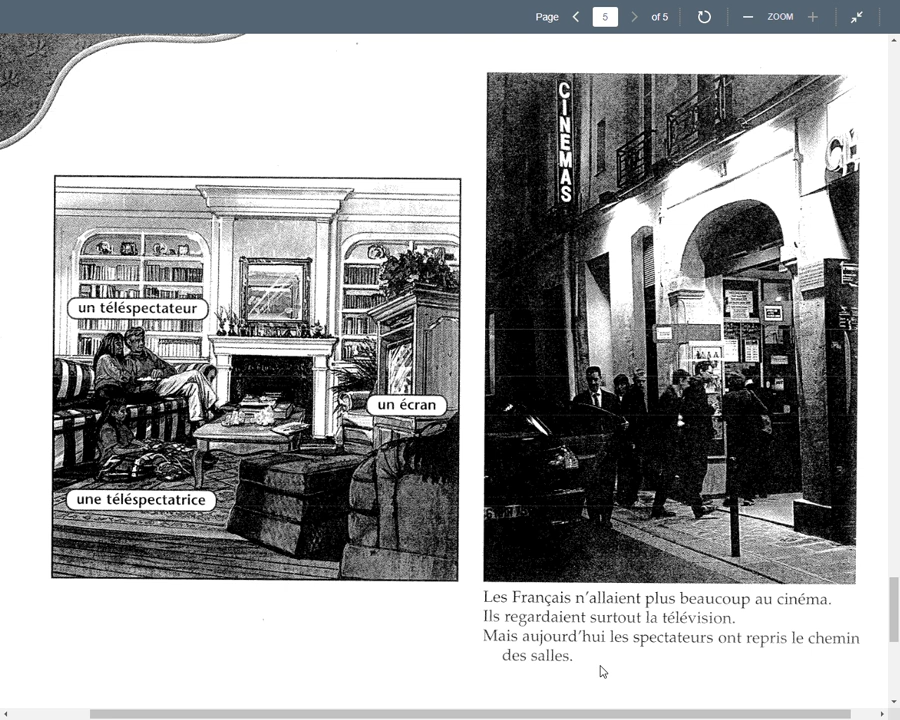 Page
5
of 5
ZOOM
CINEMAS
un téléspectateur
un écran
une téléspectatrice
Les Français n'allaient plus beaucoup au cinéma.
Ils regardaient surtout la télévision.
Mais aujourd'hui les spectateurs ont repris le chemin
des salles.